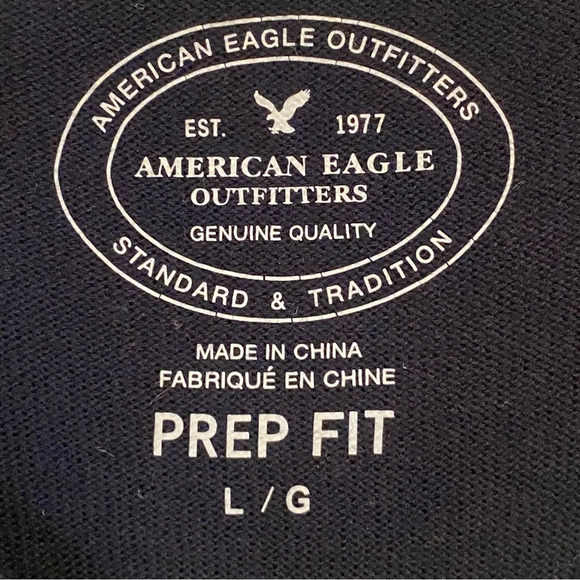 AMERICAN EAGLE OUTFITTERS
EST. 1977
AMERICAN EAGLE
OUTFITTERS
GENUINE QUALITY
STANDARD & TRADITION
MADE IN CHINA
FABRIQUÉ EN CHINE
PREP FIT
L / G